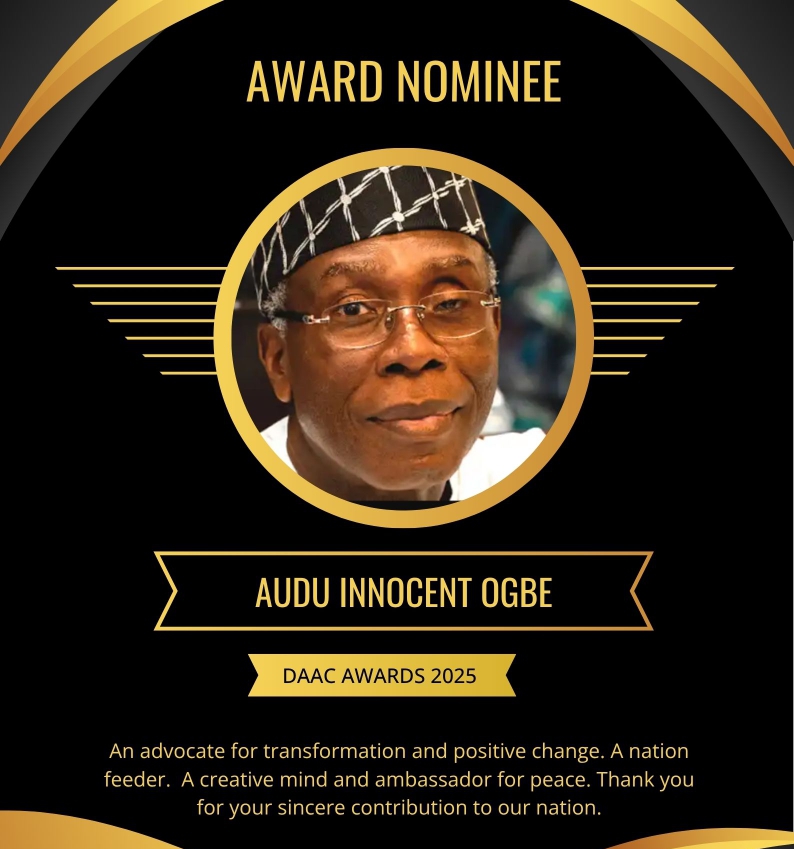 AWARD NOMINEE
AUDU INNOCENT OGBE
DAAC AWARDS 2025
An advocate for transformation and positive change. A nation
feeder.  A creative mind and ambassador for peace. Thank you
for your sincere contribution to our nation.